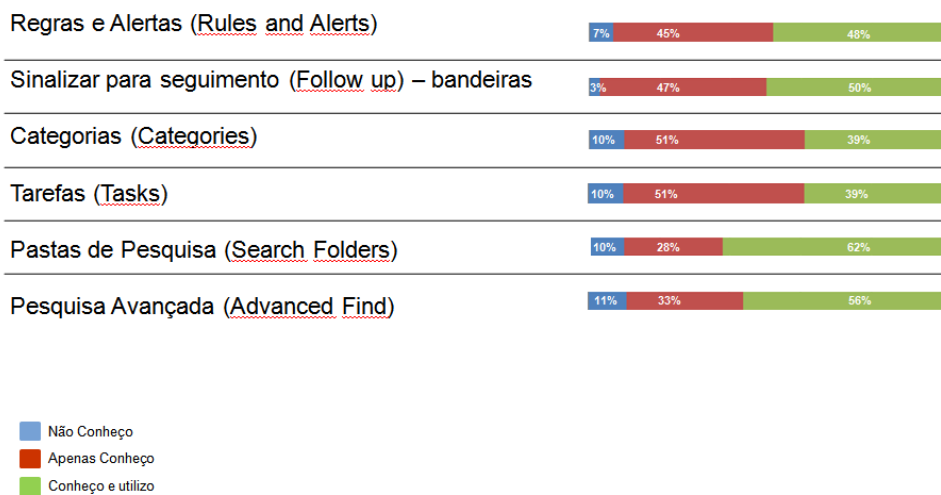 Regras e Alertas (Rules and Alerts)
7% 45% 48%
Sinalizar para seguimento (Follow up) – bandeiras
3% 47% 50%
Categorias (Categories)
10% 51% 39%
Tarefas (Tasks)
10% 51% 39%
Pastas de Pesquisa (Search Folders)
10% 28% 62%
Pesquisa Avançada (Advanced Find)
11% 33% 56%
Não Conheço
Apenas Conheço
Conheço e utilizo